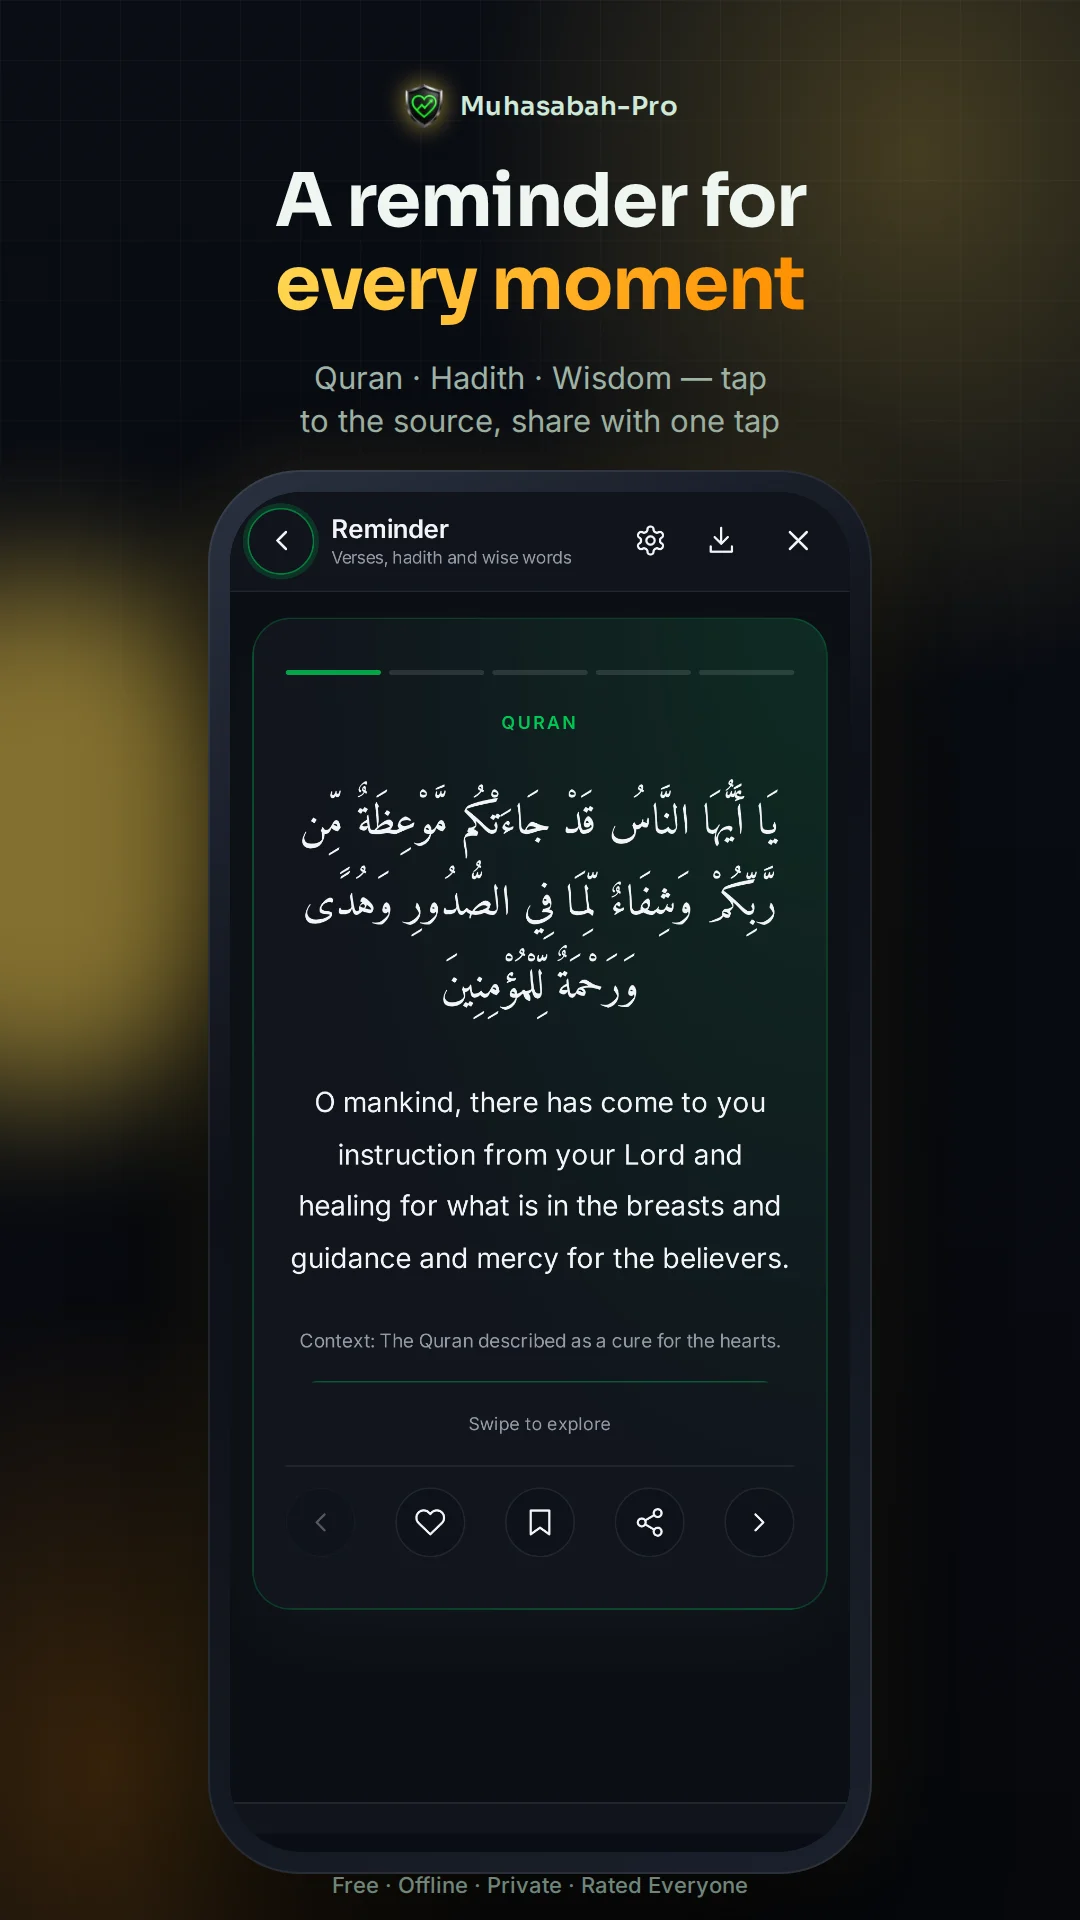 Muhasabah-Pro
A reminder for
every moment
Quran · Hadith · Wisdom — tap
to the source, share with one tap
Reminder
Verses, hadith and wise words
QURAN
يَا أَيُّهَا النَّاسُ قَدْ جَاءَتْكُم مَّوْعِظَةٌ مِّن
رَّبِّكُمْ وَشِفَاءٌ لِّمَا فِي الصُّدُورِ وَهُدًى
وَرَحْمَةٌ لِّلْمُؤْمِنِينَ
O mankind, there has come to you
instruction from your Lord and
healing for what is in the breasts and
guidance and mercy for the believers.
Context: The Quran described as a cure for the hearts.
Swipe to explore
Free · Offline · Private · Rated Everyone